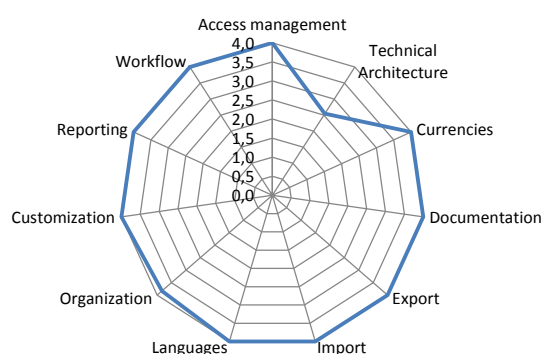 Access management
Technical
Architecture
Currencies
Documentation
Export
Import
Languages
Organization
Customization
Reporting
Workflow
4,0
3,5
3,0
2,5
2,0
1,5
1,0
0,5
0,0